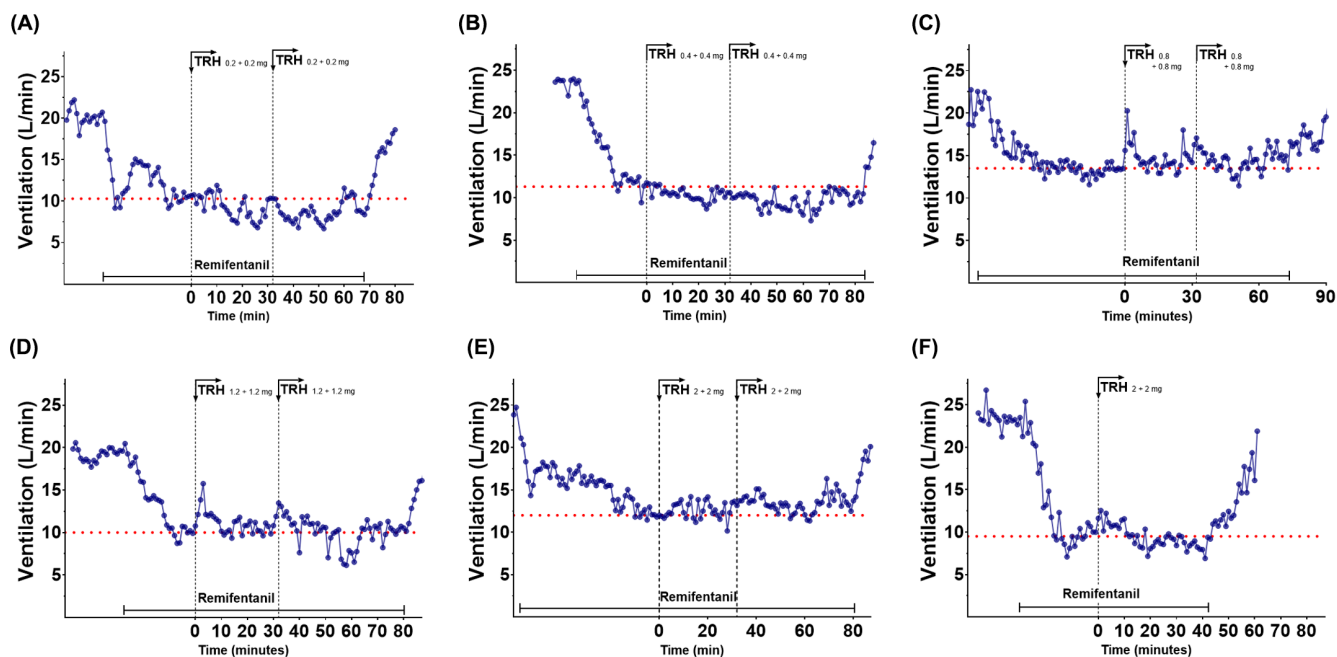 (A)
TRH 0.2 + 0.2 mg TRH 0.2 + 0.2 mg
Ventilation (L/min)
25
20
15
10
5
Remifentanil
0 10 20 30 40 50 60 70 80
Time (min)
(B)
TRH 0.4 + 0.4 mg TRH 0.4 + 0.4 mg
Ventilation (L/min)
25
20
15
10
5
Remifentanil
0 10 20 30 40 50 60 70 80
Time (min)
(C)
TRH 0.8 + 0.8 mg TRH 0.8 + 0.8 mg
Ventilation (L/min)
25
20
15
10
5
Remifentanil
0 30 60 90
Time (minutes)
(D)
TRH 1.2 + 1.2 mg TRH 1.2 + 1.2 mg
Ventilation (L/min)
25
20
15
10
5
Remifentanil
0 10 20 30 40 50 60 70 80
Time (minutes)
(E)
TRH 2 + 2 mg TRH 2 + 2 mg
Ventilation (L/min)
25
20
15
10
5
Remifentanil
0 20 40 60 80
Time (min)
(F)
TRH 2 + 2 mg
Ventilation (L/min)
25
20
15
10
5
Remifentanil
0 10 20 30 40 50 60 70 80
Time (minutes)